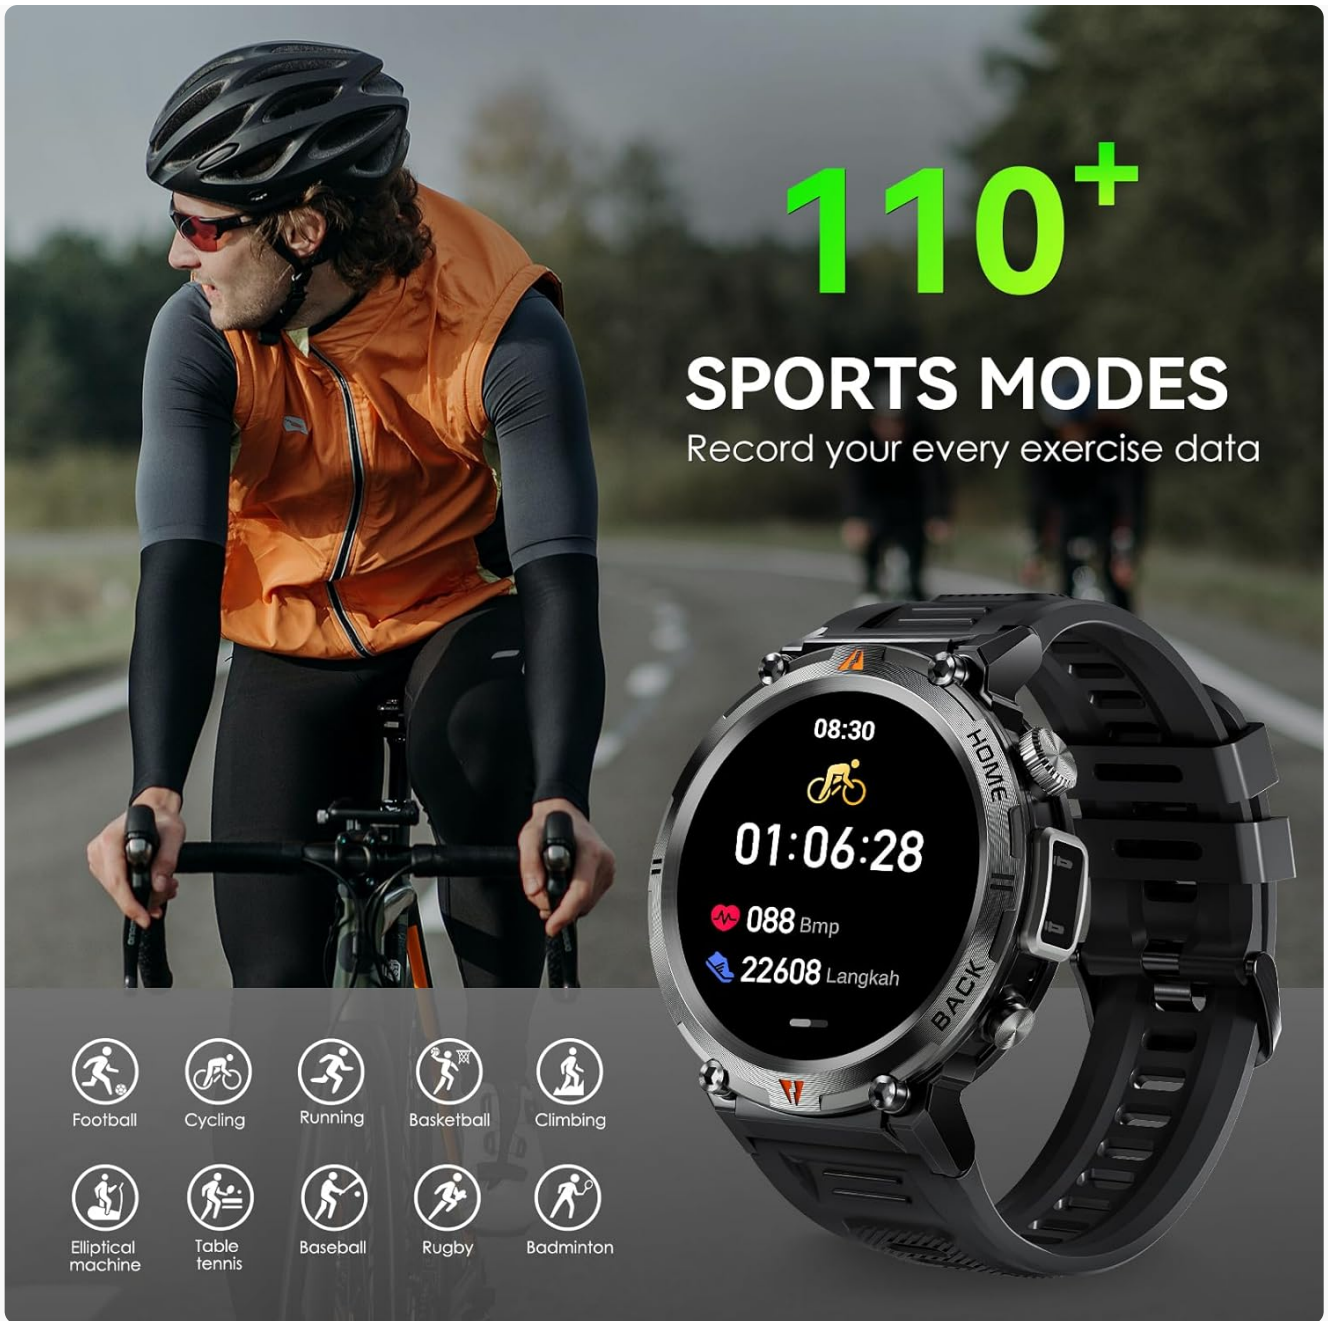 110+
SPORTS MODES
Record your every exercise data
08:30
01:06:28
088 Bmp
22608 Langkah
HOME
BACK
Football
Cycling
Running
Basketball
Climbing
Elliptical
machine
Table
tennis
Baseball
Rugby
Badminton